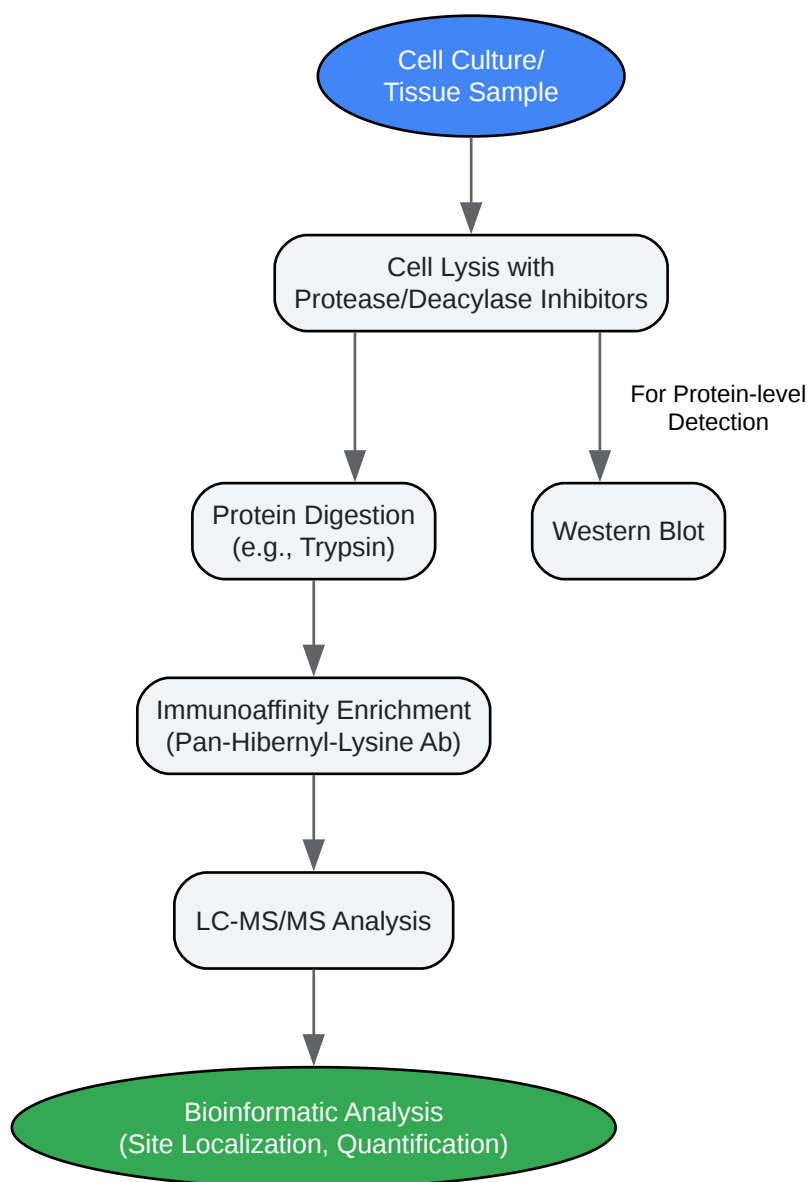 Cell Culture/
Tissue Sample
Cell Lysis with
Protease/Deacylase Inhibitors
For Protein-level
Detection
Protein Digestion
(e.g., Trypsin)
Western Blot
Immunoaffinity Enrichment
(Pan-Hibernyl-Lysine Ab)
LC-MS/MS Analysis
Bioinformatic Analysis
(Site Localization, Quantification)